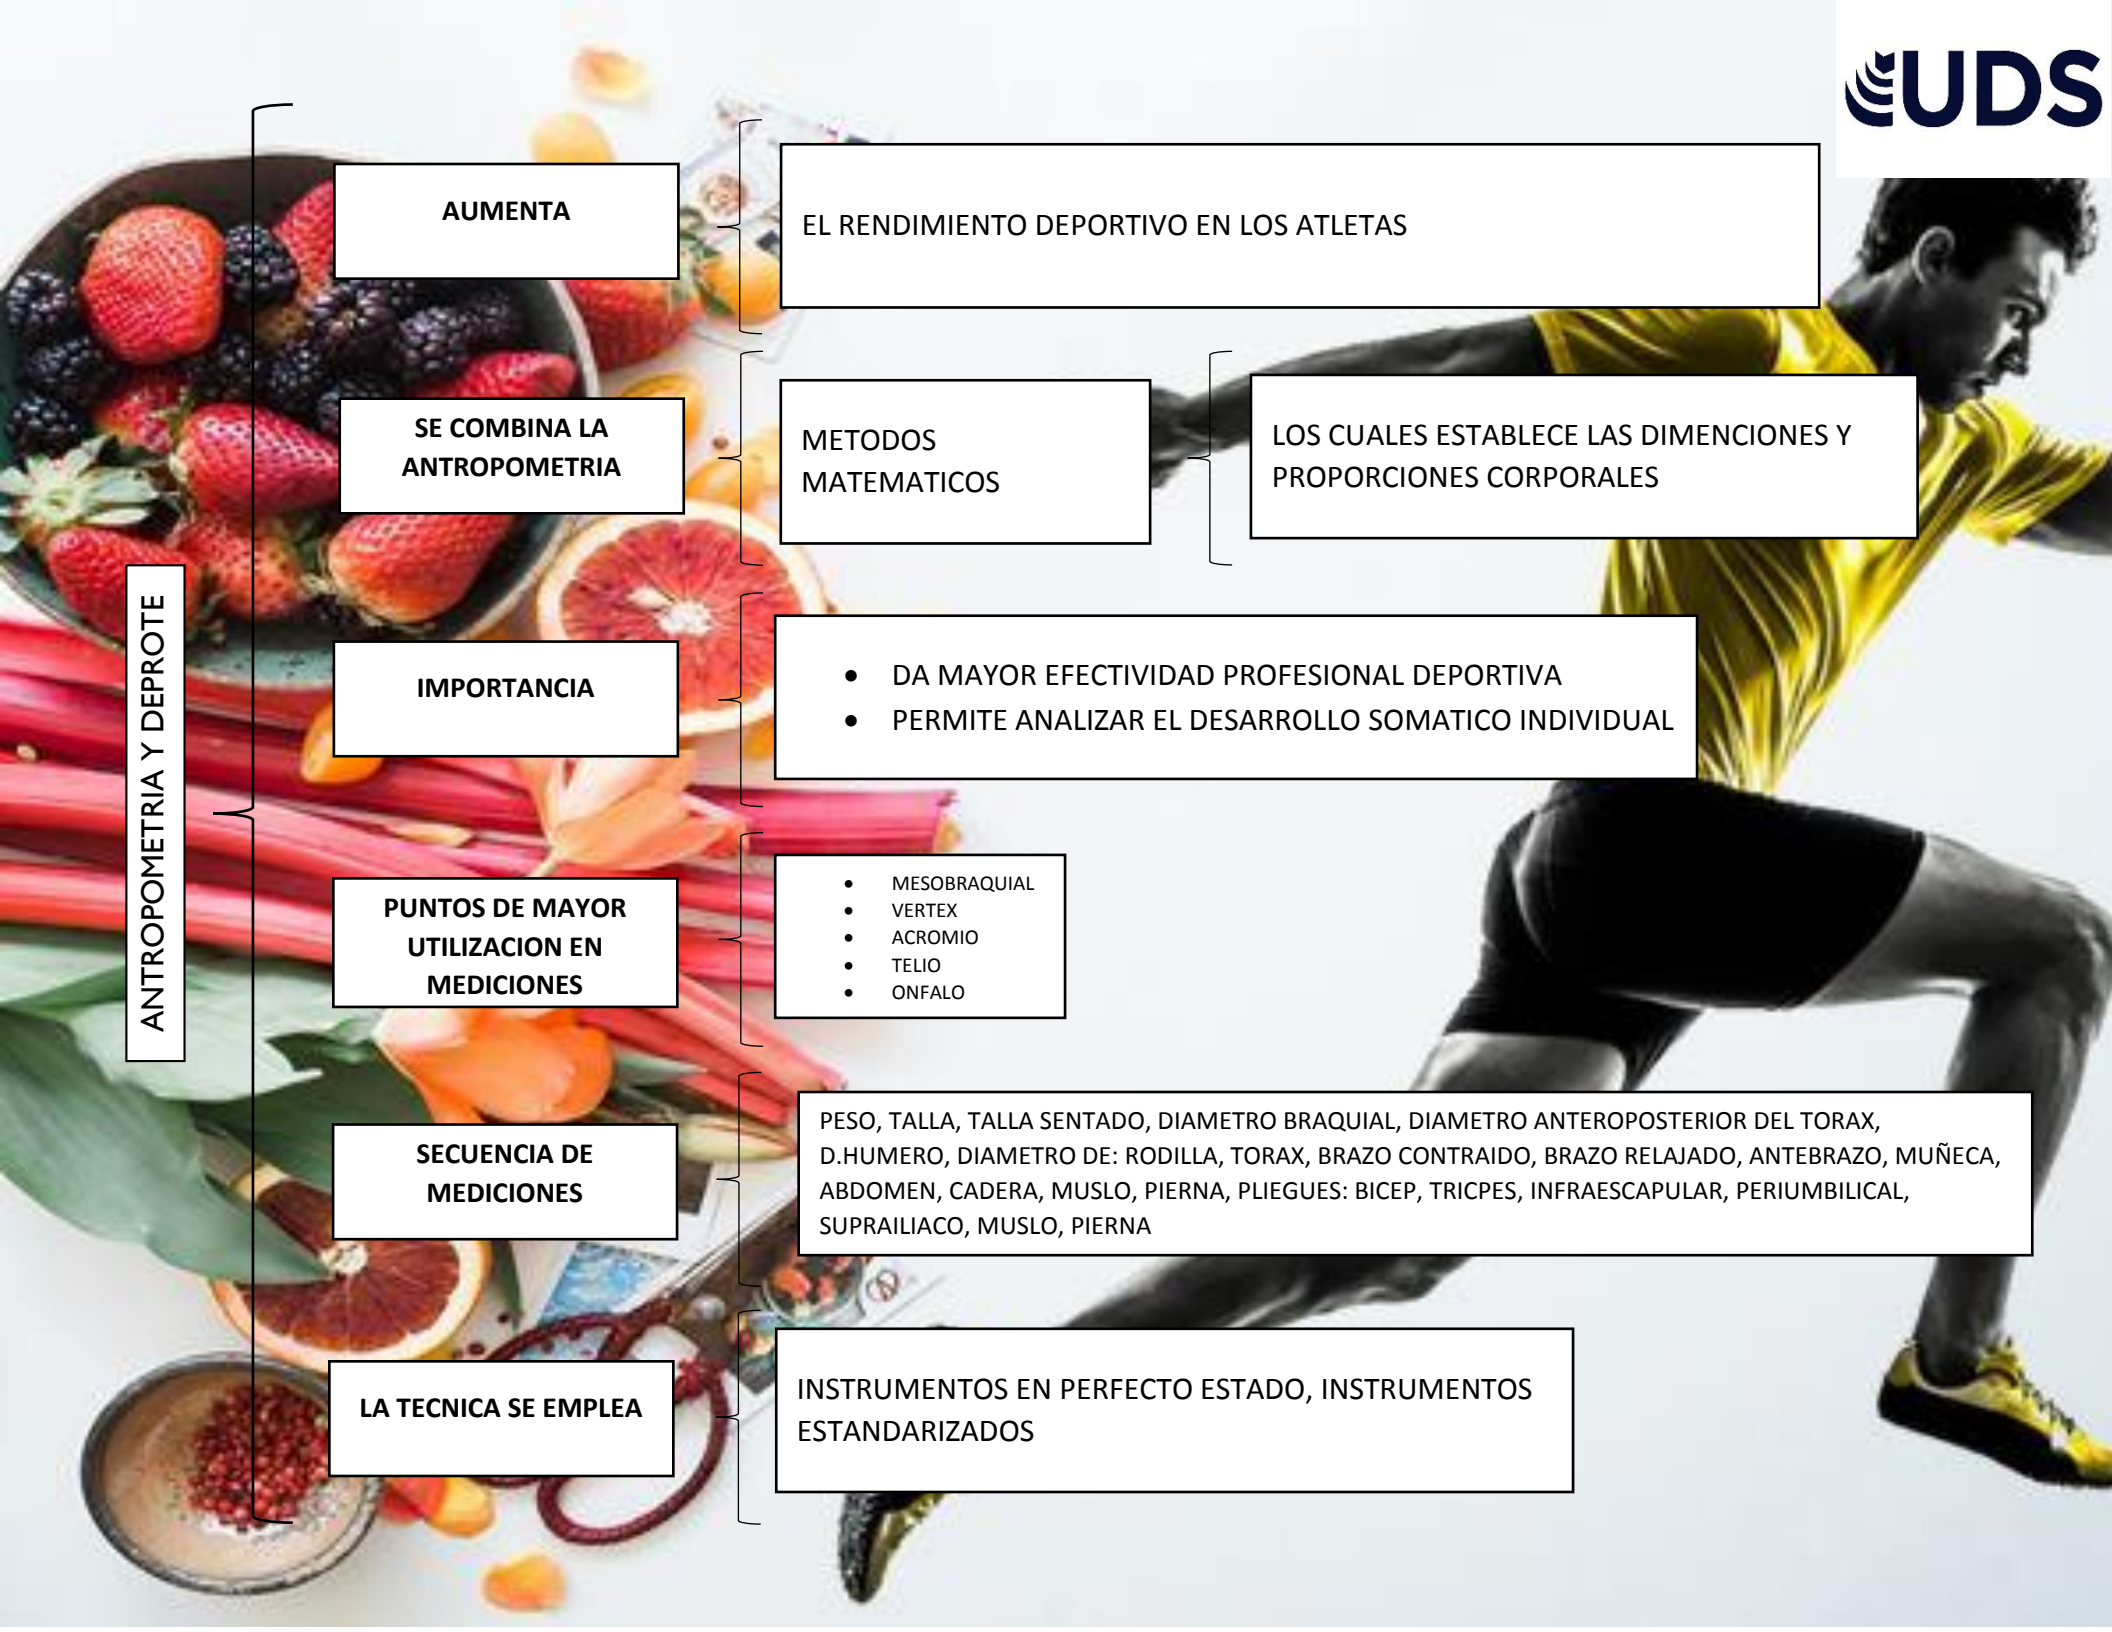 UDS
ANTROPOMETRIA Y DEPROTE
AUMENTA
EL RENDIMIENTO DEPORTIVO EN LOS ATLETAS
SE COMBINA LA
ANTROPOMETRIA
METODOS
MATEMATICOS
LOS CUALES ESTABLECE LAS DIMENCIONES Y
PROPORCIONES CORPORALES
IMPORTANCIA
• DA MAYOR EFECTIVIDAD PROFESIONAL DEPORTIVA
• PERMITE ANALIZAR EL DESARROLLO SOMATICO INDIVIDUAL
PUNTOS DE MAYOR
UTILIZACION EN
MEDICIONES
• MESOBRAQUIAL
• VERTEX
• ACROMIO
• TELIO
• ONFALO
SECUENCIA DE
MEDICIONES
PESO, TALLA, TALLA SENTADO, DIAMETRO BRAQUIAL, DIAMETRO ANTEROPOSTERIOR DEL TORAX,
D.HUMERO, DIAMETRO DE: RODILLA, TORAX, BRAZO CONTRAIDO, BRAZO RELAJADO, ANTEBRAZO, MUÑECA,
ABDOMEN, CADERA, MUSLO, PIERNA, PLIEGUES: BICEP, TRICPES, INFRAESCAPULAR, PERIUMBILICAL,
SUPRAILIACO, MUSLO, PIERNA
LA TECNICA SE EMPLEA
INSTRUMENTOS EN PERFECTO ESTADO, INSTRUMENTOS
ESTANDARIZADOS